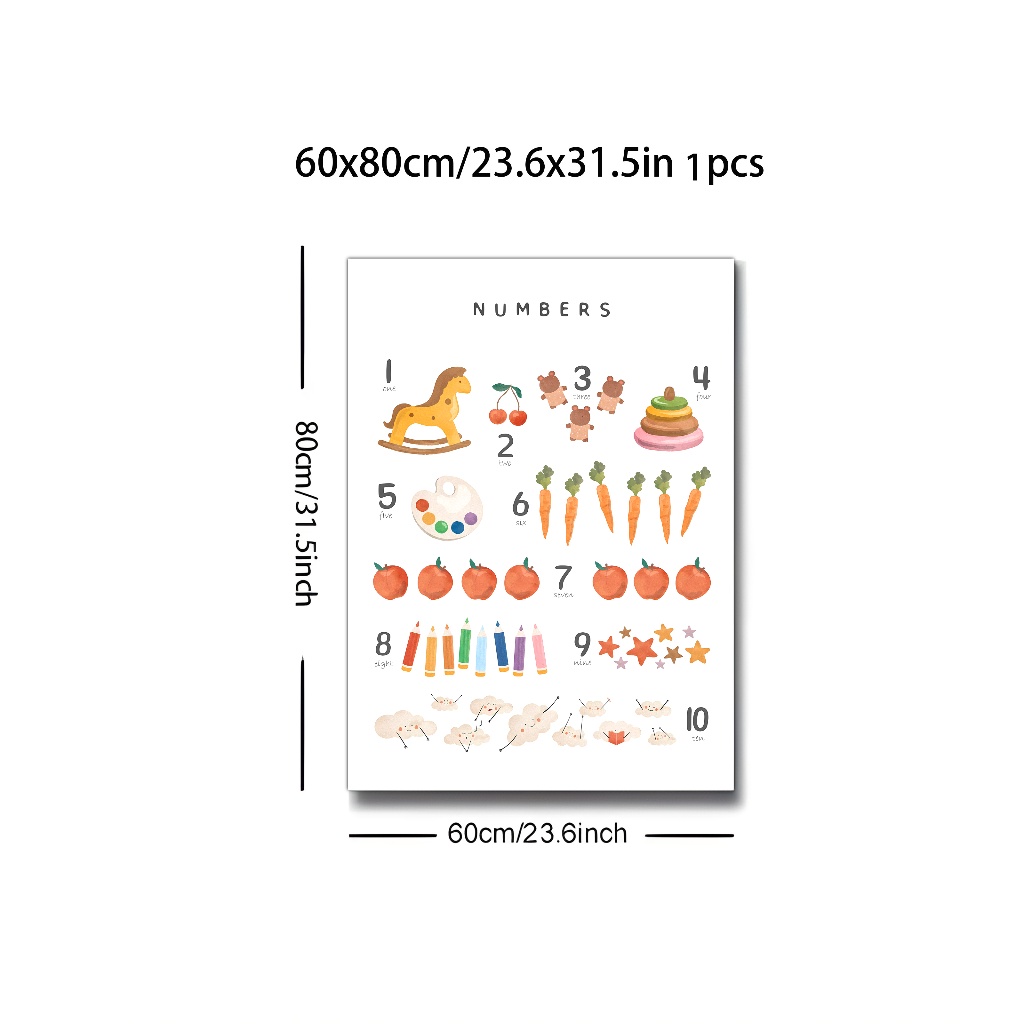 60x80cm/23.6x31.5in 1pcs
80cm/31.5inch
NUMBERS
1
one
2
two
3
three
4
four
5
five
6
six
7
seven
8
eight
9
nine
10
ten
60cm/23.6inch